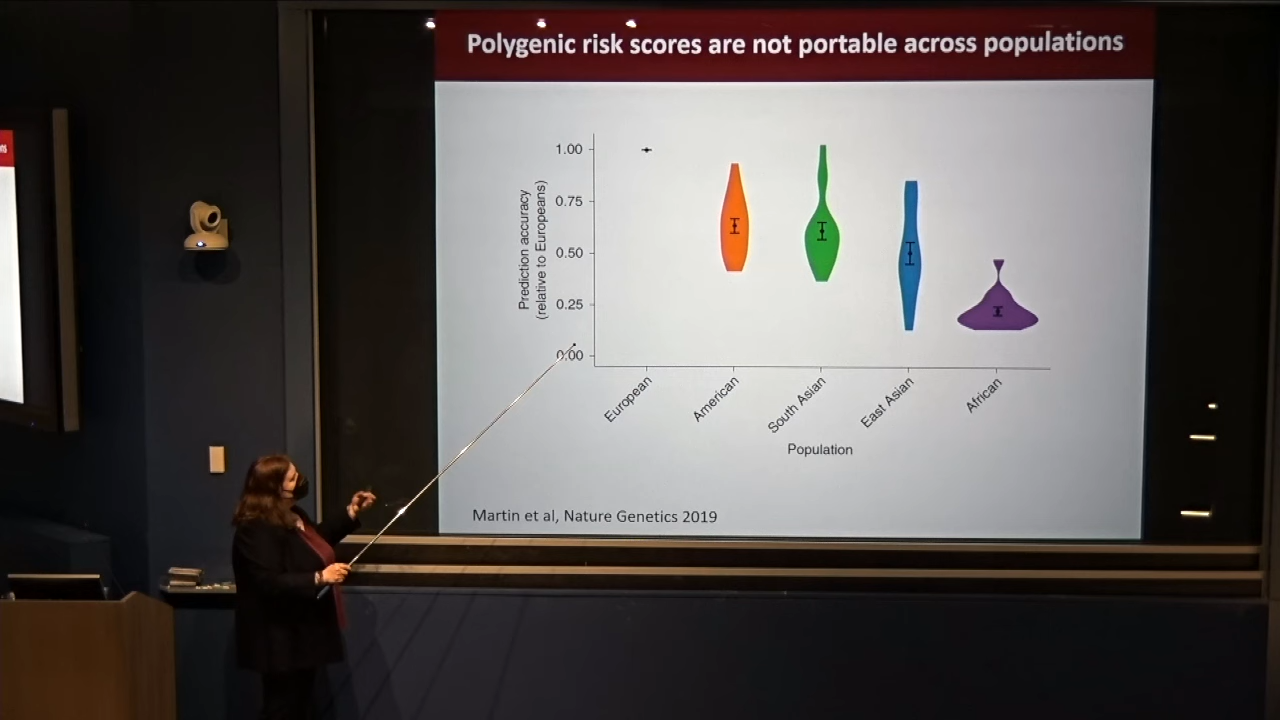 Polygenic risk scores are not portable across populations
1.00
0.75
0.50
0.25
0.00
Prediction accuracy
(relative to Europeans)
European
American
South Asian
East Asian
African
Population
Martin et al, Nature Genetics 2019